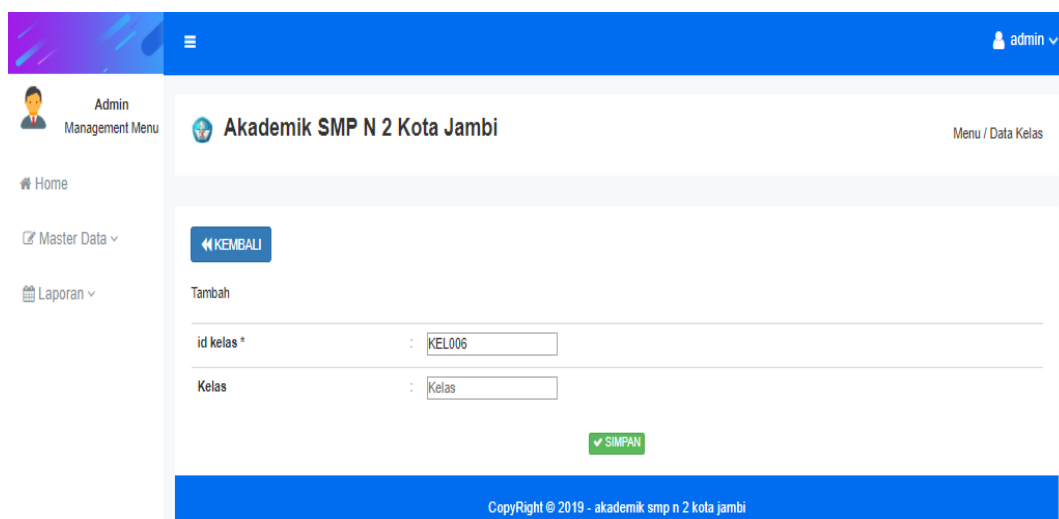 admin
Admin
Management Menu
Akademik SMP N 2 Kota Jambi
Menu / Data Kelas
Home
Master Data
Laporan
KEMBALI
Tambah
id kelas * : KEL006
Kelas : Kelas
SIMPAN
CopyRight © 2019 - akademik smp n 2 kota jambi